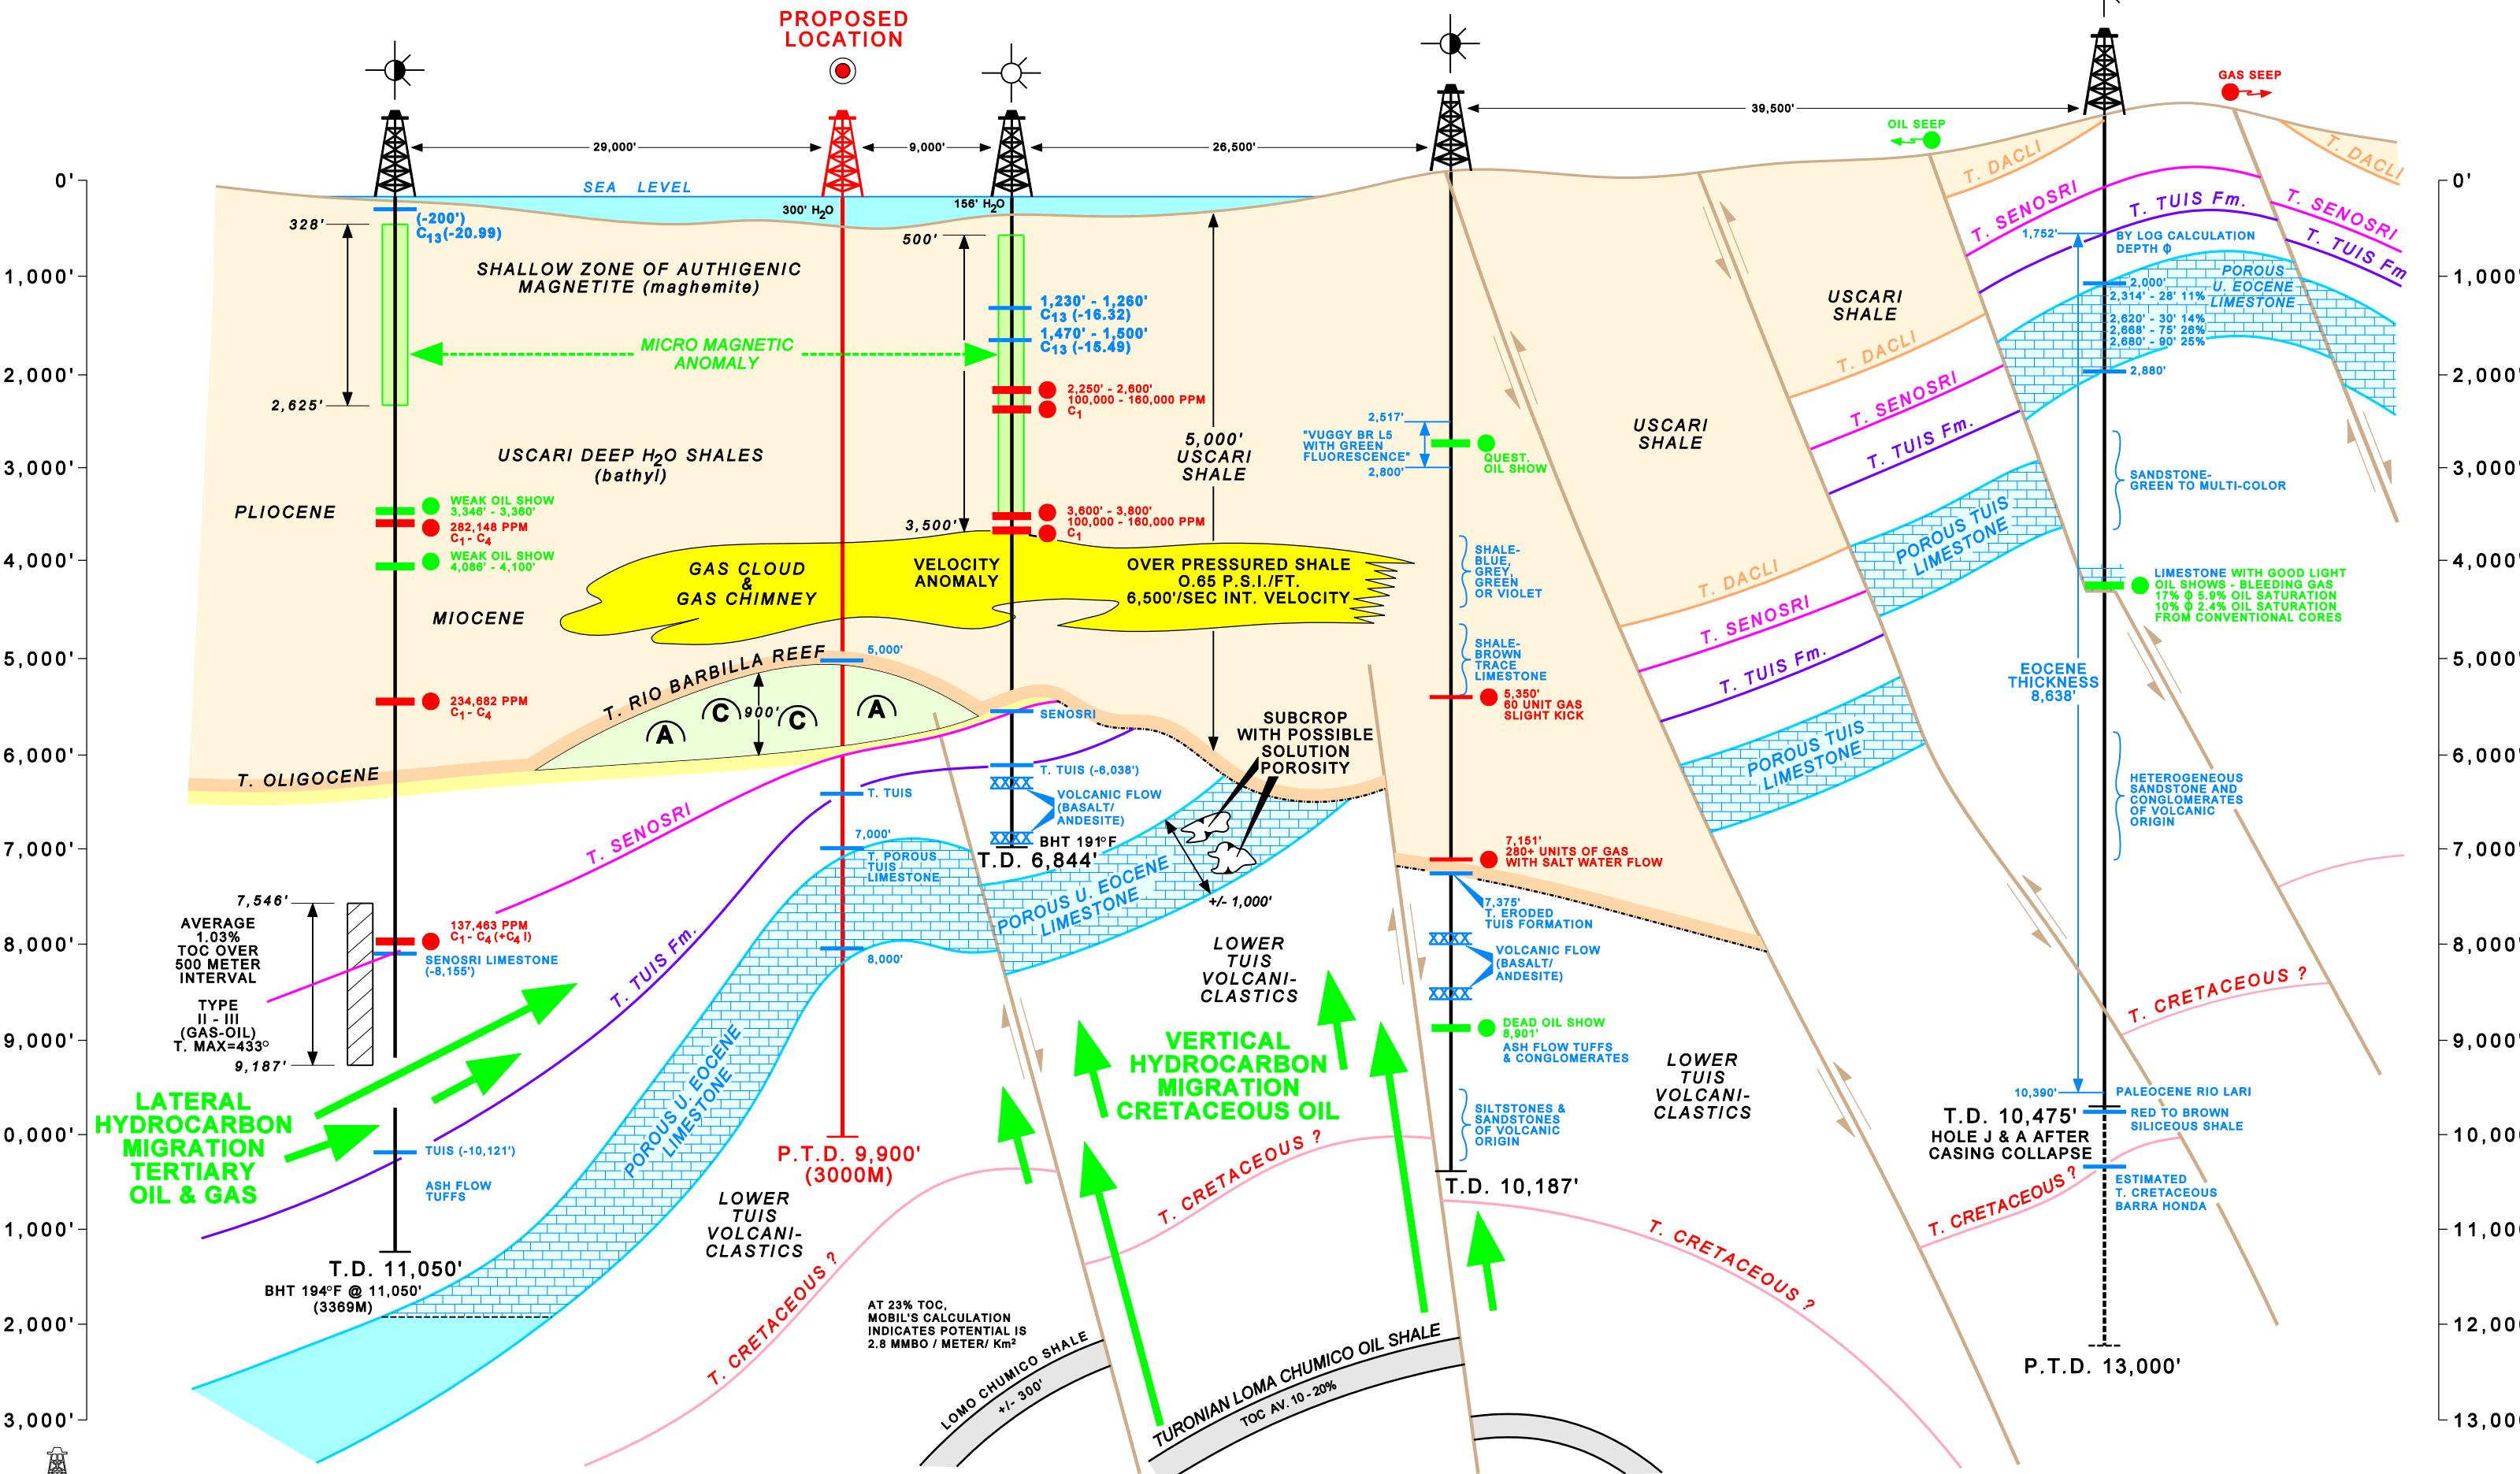 PROPOSED
LOCATION
GAS SEEP
OIL SEEP
29,000'
9,000'
26,500'
39,500'
0'
1,000'
2,000'
3,000'
4,000'
5,000'
6,000'
7,000'
8,000'
9,000'
0,000'
1,000'
2,000'
3,000'
SEA LEVEL
300' H2O
156' H2O
328'
2,625'
(-200')
C13(-20.99)
SHALLOW ZONE OF AUTHIGENIC
MAGNETITE (maghemite)
MICRO MAGNETIC
ANOMALY
USCARI DEEP H2O SHALES
(bathyl)
PLIOCENE
MIOCENE
WEAK OIL SHOW
3,346' - 3,360'
282,148 PPM
C1- C4
WEAK OIL SHOW
4,086' - 4,100'
234,682 PPM
C1- C4
T. OLIGOCENE
T. RIO BARBILLA REEF
A
C
900'
C
A
5,000'
500'
3,500'
1,230' - 1,260'
C13 (-16.32)
1,470' - 1,500'
C13 (-15.49)
2,250' - 2,600'
100,000 - 160,000 PPM
C1
3,600' - 3,800'
100,000 - 160,000 PPM
C1
5,000'
USCARI
SHALE
GAS CLOUD
&
GAS CHIMNEY
VELOCITY
ANOMALY
OVER PRESSURED SHALE
O.65 P.S.I./FT.
6,500'/SEC INT. VELOCITY
SENOSRI
T. TUIS (-6,038')
VOLCANIC FLOW
(BASALT/
ANDESITE)
BHT 191°F
T.D. 6,844'
SUBCROP
WITH POSSIBLE
SOLUTION
POROSITY
+/- 1,000'
T. SENOSRI
T. TUIS Fm.
T. TUIS
7,000'
T. POROUS
TUIS
LIMESTONE
8,000'
POROUS U. EOCENE
LIMESTONE
POROUS U. EOCENE
LIMESTONE
7,546'
AVERAGE
1.03%
TOC OVER
500 METER
INTERVAL
TYPE
II - III
(GAS-OIL)
T. MAX=433°
9,187'
137,463 PPM
C1- C4 (+C4 I)
SENOSRI LIMESTONE
(-8,155')
LATERAL
HYDROCARBON
MIGRATION
TERTIARY
OIL & GAS
TUIS (-10,121')
ASH FLOW
TUFFS
T.D. 11,050'
BHT 194°F @ 11,050'
(3369M)
P.T.D. 9,900'
(3000M)
LOWER
TUIS
VOLCANI-
CLASTICS
T. CRETACEOUS ?
AT 23% TOC,
MOBIL'S CALCULATION
INDICATES POTENTIAL IS
2.8 MMBO / METER/ Km2
LOMO CHUMICO SHALE
+/- 300'
TURONIAN LOMA CHUMICO OIL SHALE
TOC AV. 10 - 20%
LOWER
TUIS
VOLCANI-
CLASTICS
VERTICAL
HYDROCARBON
MIGRATION
CRETACEOUS OIL
T. CRETACEOUS ?
2,517'
"VUGGY BR L5
WITH GREEN
FLUORESCENCE"
2,800'
QUEST.
OIL SHOW
SHALE-
BLUE,
GREY,
GREEN
OR VIOLET
SHALE-
BROWN
TRACE
LIMESTONE
5,350'
60 UNIT GAS
SLIGHT KICK
7,151'
280+ UNITS OF GAS
WITH SALT WATER FLOW
7,375'
T. ERODED
TUIS FORMATION
VOLCANIC FLOW
(BASALT/
ANDESITE)
DEAD OIL SHOW
8,901'
ASH FLOW TUFFS
& CONGLOMERATES
SILTSTONES &
SANDSTONES
OF VOLCANIC
ORIGIN
T.D. 10,187'
LOWER
TUIS
VOLCANI-
CLASTICS
T. CRETACEOUS ?
USCARI
SHALE
T. DACLI
T. SENOSRI
T. TUIS Fm.
POROUS TUIS
LIMESTONE
USCARI
SHALE
T. DACLI
T. SENOSRI
T. TUIS Fm.
POROUS TUIS
LIMESTONE
T. DACLI
T. SENOSRI
T. TUIS Fm.
T. DACLI
T. SENOSRI
T. TUIS Fm
1,752'
BY LOG CALCULATION
DEPTH ϕ
POROUS
U. EOCENE
LIMESTONE
2,000'
2,314' - 28' 11%
2,620' - 30' 14%
2,668' - 75' 26%
2,680' - 90' 25%
2,880'
SANDSTONE-
GREEN TO MULTI-COLOR
LIMESTONE WITH GOOD LIGHT
OIL SHOWS - BLEEDING GAS
17% ϕ 5.9% OIL SATURATION
10% ϕ 2.4% OIL SATURATION
FROM CONVENTIONAL CORES
EOCENE
THICKNESS
8,638'
HETEROGENEOUS
SANDSTONE AND
CONGLOMERATES
OF VOLCANIC
ORIGIN
T. CRETACEOUS ?
10,390'
PALEOCENE RIO LARI
T.D. 10,475'
HOLE J & A AFTER
CASING COLLAPSE
RED TO BROWN
SILICEOUS SHALE
T. CRETACEOUS ?
ESTIMATED
T. CRETACEOUS
BARRA HONDA
P.T.D. 13,000'
0'
1,000'
2,000'
3,000'
4,000'
5,000'
6,000'
7,000'
8,000'
9,000'
10,00
11,00
12,00
13,00